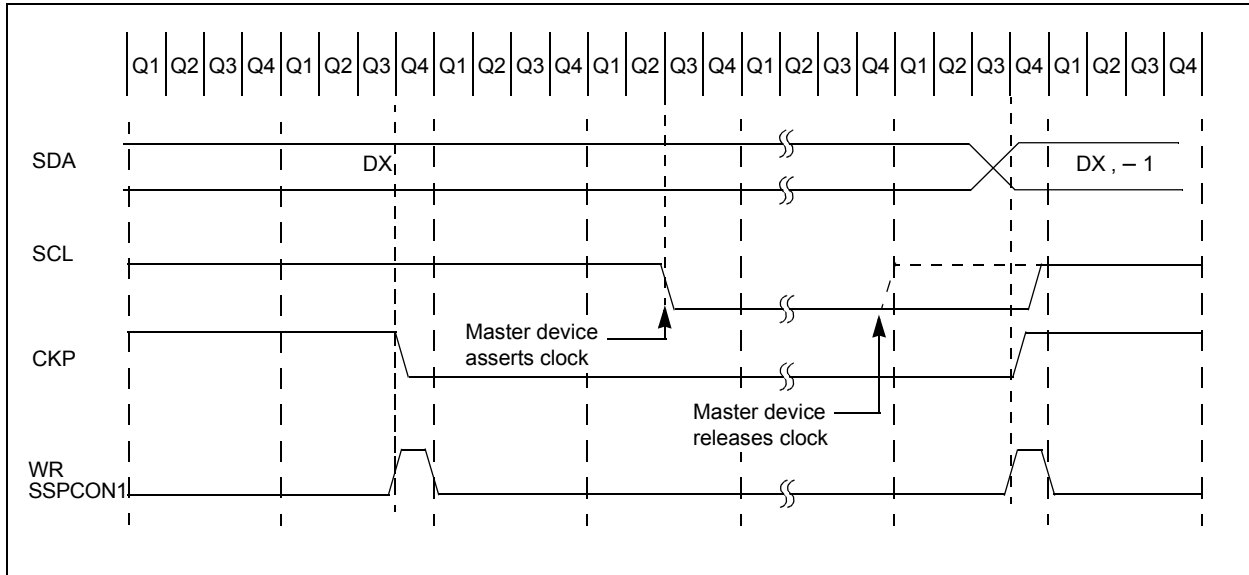 Q1 Q2 Q3 Q4 Q1 Q2 Q3 Q4 Q1 Q2 Q3 Q4 Q1 Q2 Q3 Q4 Q1 Q2 Q3 Q4 Q1 Q2 Q3 Q4 Q1 Q2 Q3 Q4
SDA
DX
DX , – 1
SCL
Master device
asserts clock
CKP
Master device
releases clock
WR
SSPCON1